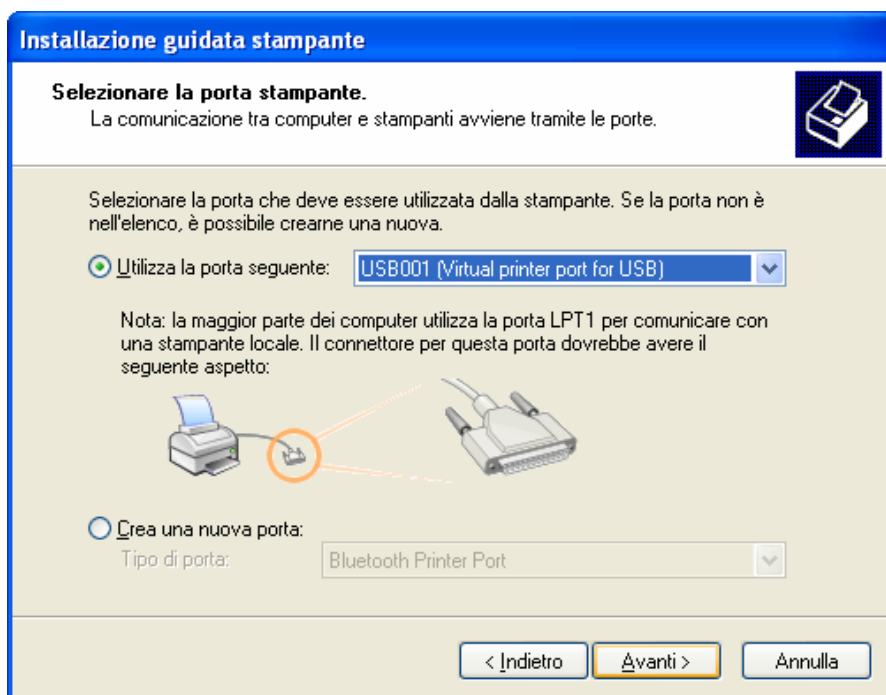 Installazione guidata stampante
Selezionare la porta stampante.
La comunicazione tra computer e stampanti avviene tramite le porte.
Selezionare la porta che deve essere utilizzata dalla stampante. Se la porta non è
nell'elenco, è possibile crearne una nuova.
Utilizza la porta seguente: USB001 (Virtual printer port for USB)
Nota: la maggior parte dei computer utilizza la porta LPT1 per comunicare con
una stampante locale. Il connettore per questa porta dovrebbe avere il
seguente aspetto:
Crea una nuova porta:
Tipo di porta: Bluetooth Printer Port
< Indietro Avanti > Annulla